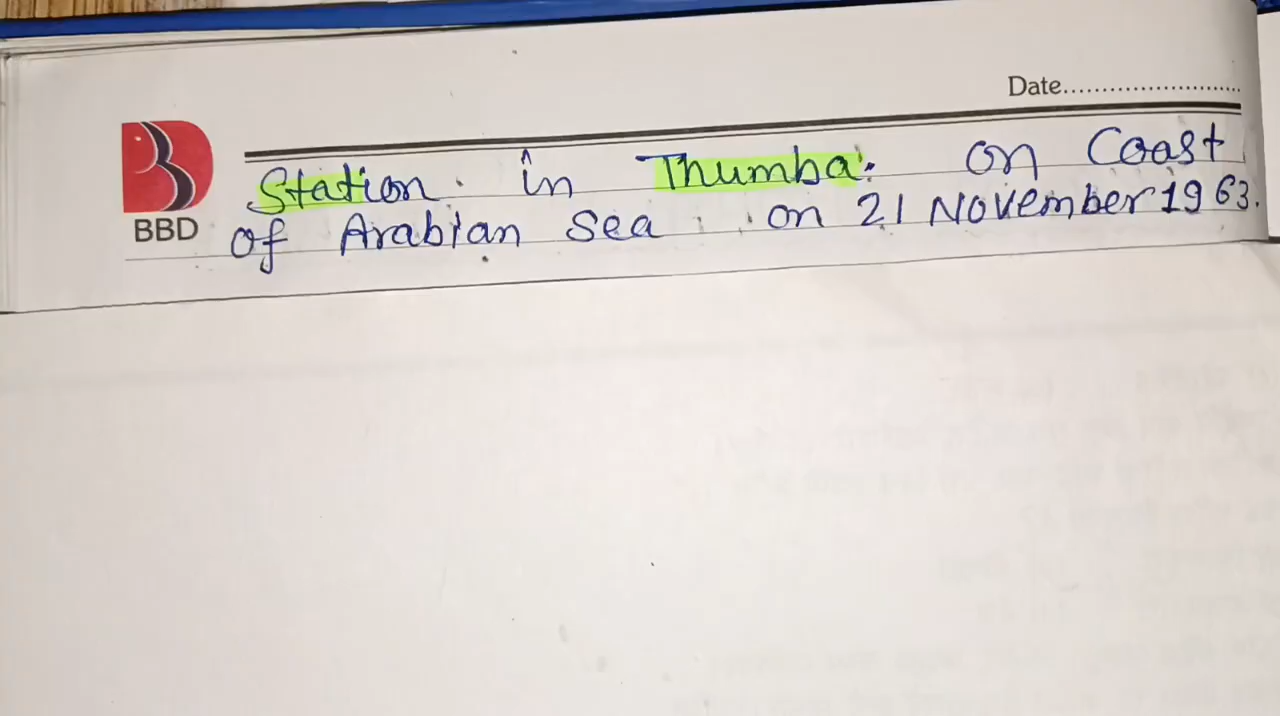 Date........................
BBD
Station. in Thumba. on Coast
of Arabian Sea on 21 November 1963.